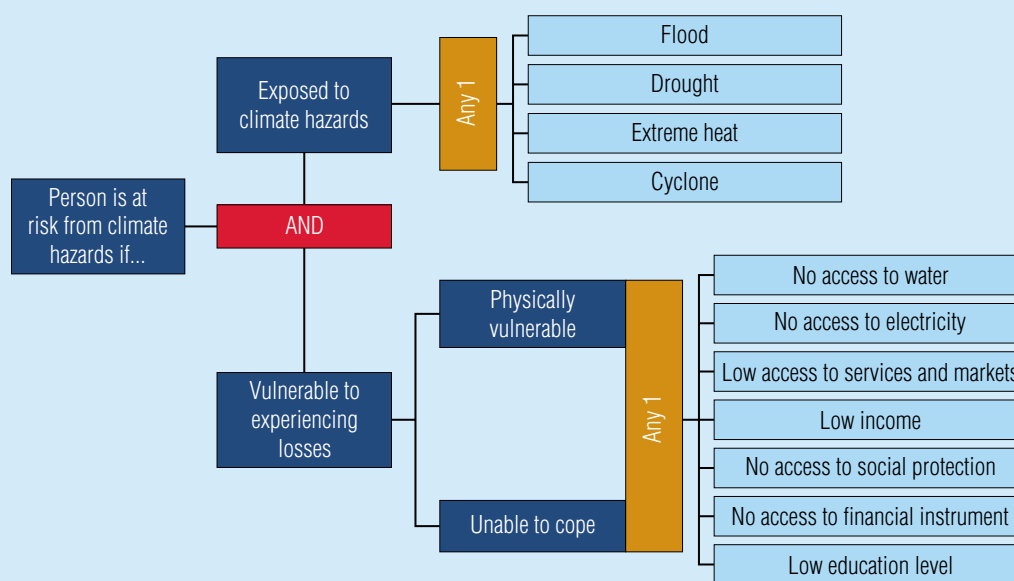 Person is at
risk from climate
hazards if...
AND
Exposed to
climate hazards
Any 1
Flood
Drought
Extreme heat
Cyclone
Vulnerable to
experiencing
losses
Physically
vulnerable
Unable to cope
Any 1
No access to water
No access to electricity
Low access to services and markets
Low income
No access to social protection
No access to financial instrument
Low education level